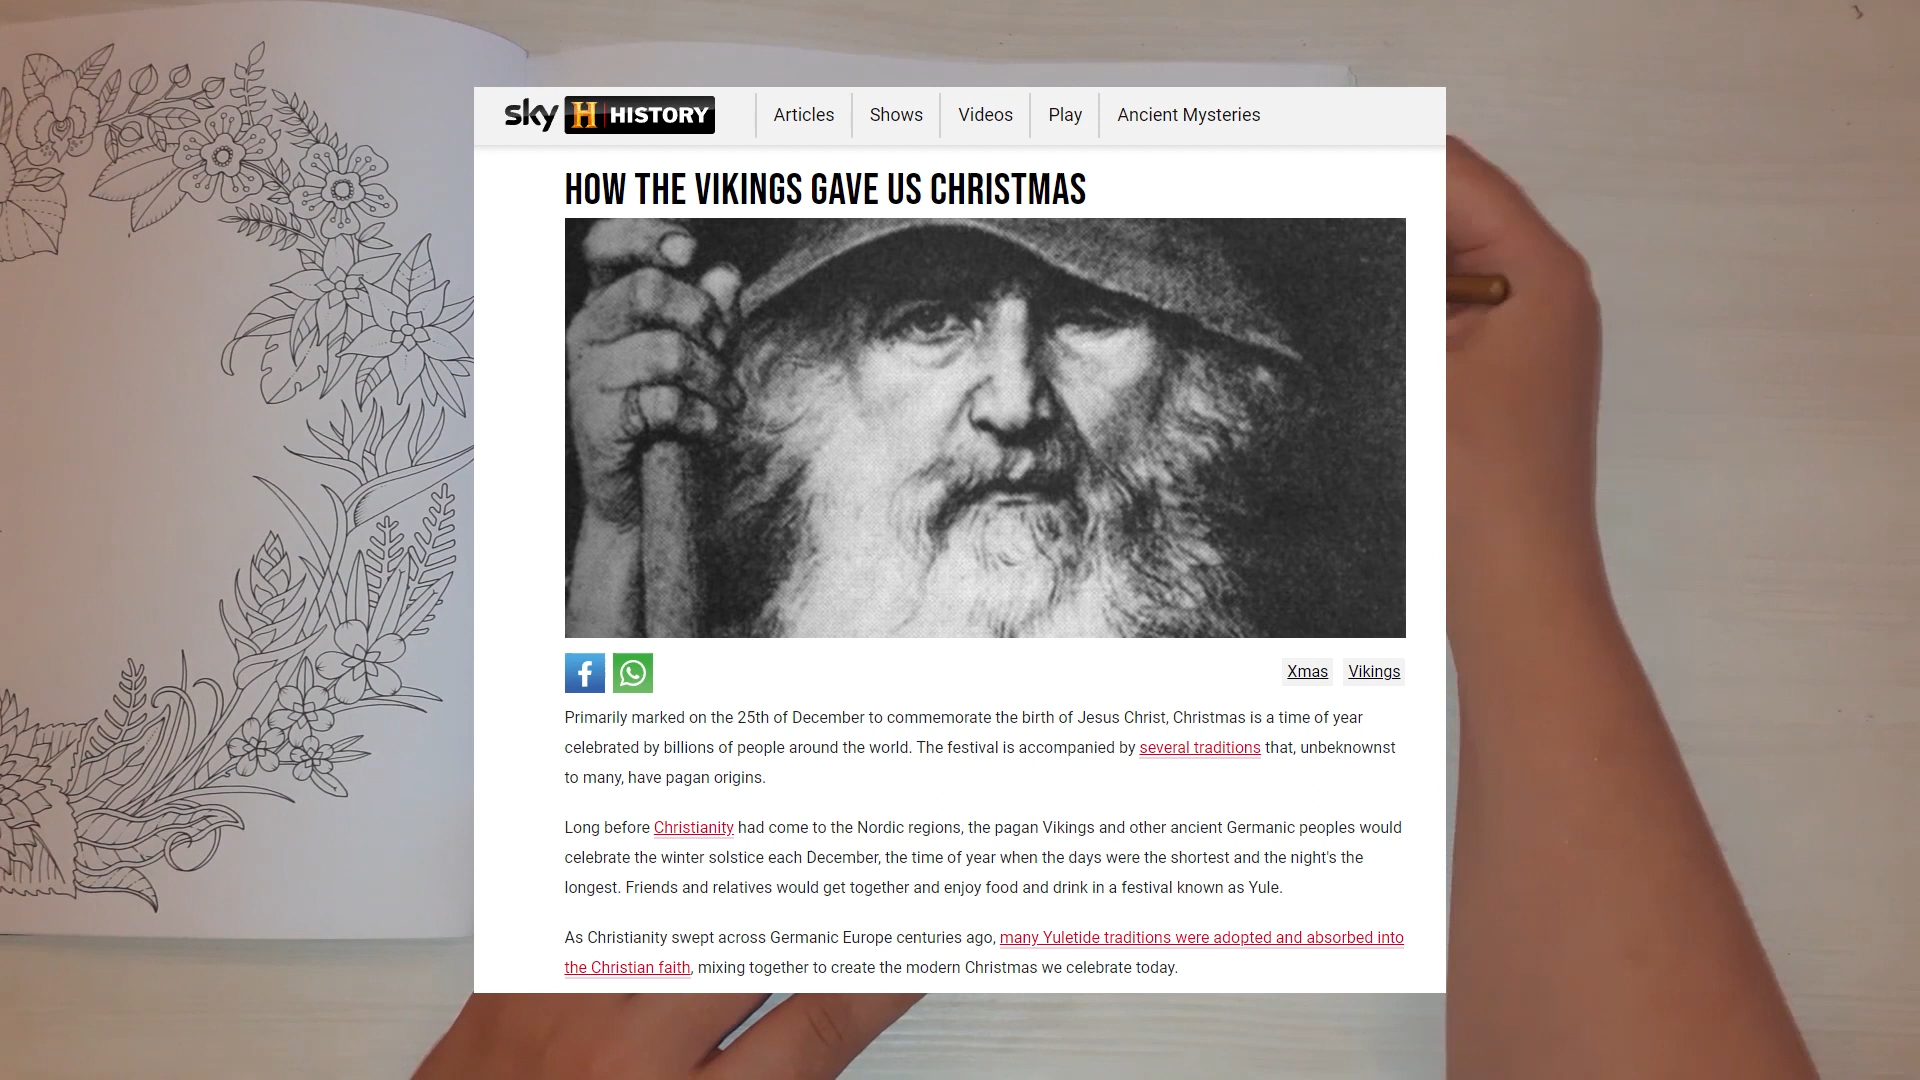 sky H HISTORY Articles Shows Videos Play Ancient Mysteries
HOW THE VIKINGS GAVE US CHRISTMAS
Xmas Vikings
Primarily marked on the 25th of December to commemorate the birth of Jesus Christ, Christmas is a time of year
celebrated by billions of people around the world. The festival is accompanied by several traditions that, unbeknownst
to many, have pagan origins.
Long before Christianity had come to the Nordic regions, the pagan Vikings and other ancient Germanic peoples would
celebrate the winter solstice each December, the time of year when the days were the shortest and the night's the
longest. Friends and relatives would get together and enjoy food and drink in a festival known as Yule.
As Christianity swept across Germanic Europe centuries ago, many Yuletide traditions were adopted and absorbed into
the Christian faith, mixing together to create the modern Christmas we celebrate today.